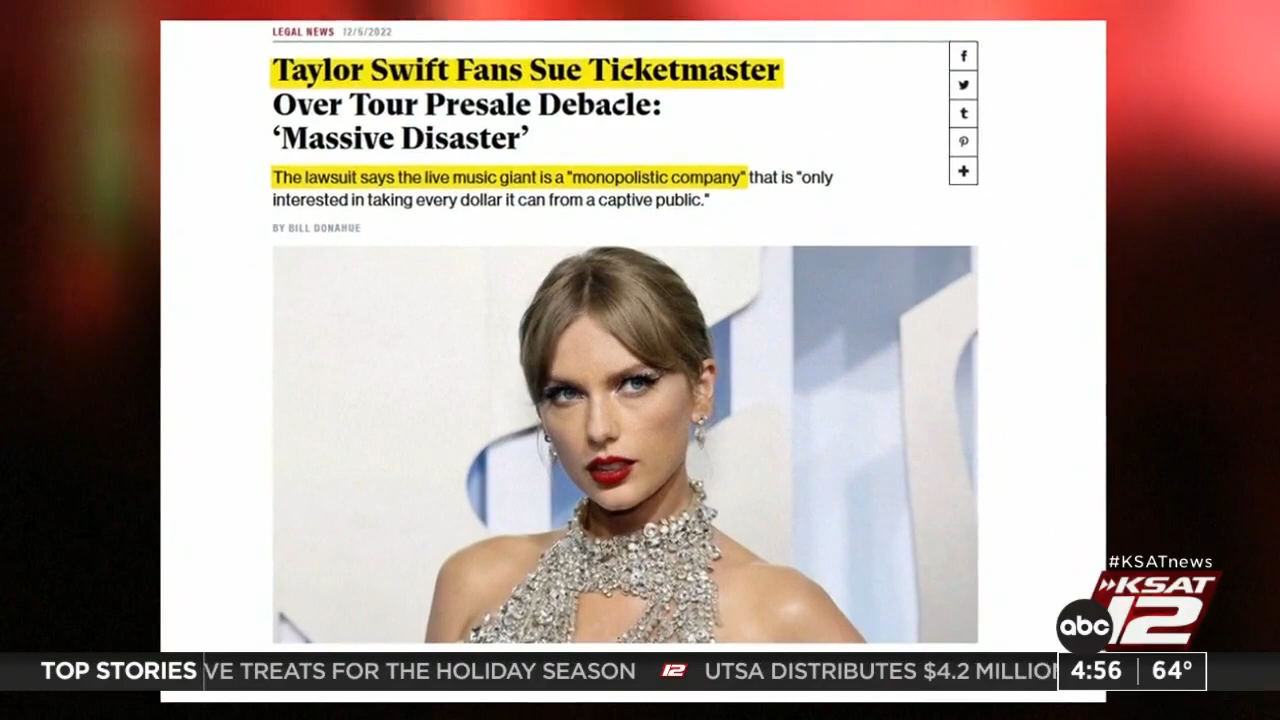 LEGAL NEWS 12/5/2022
Taylor Swift Fans Sue Ticketmaster
Over Tour Presale Debacle:
‘Massive Disaster’
The lawsuit says the live music giant is a "monopolistic company" that is "only
interested in taking every dollar it can from a captive public."
BY BILL DONAHUE
#KSATnews
KSAT
abc 12
TOP STORIES VE TREATS FOR THE HOLIDAY SEASON 12 UTSA DISTRIBUTES $4.2 MILLION 4:56 64°